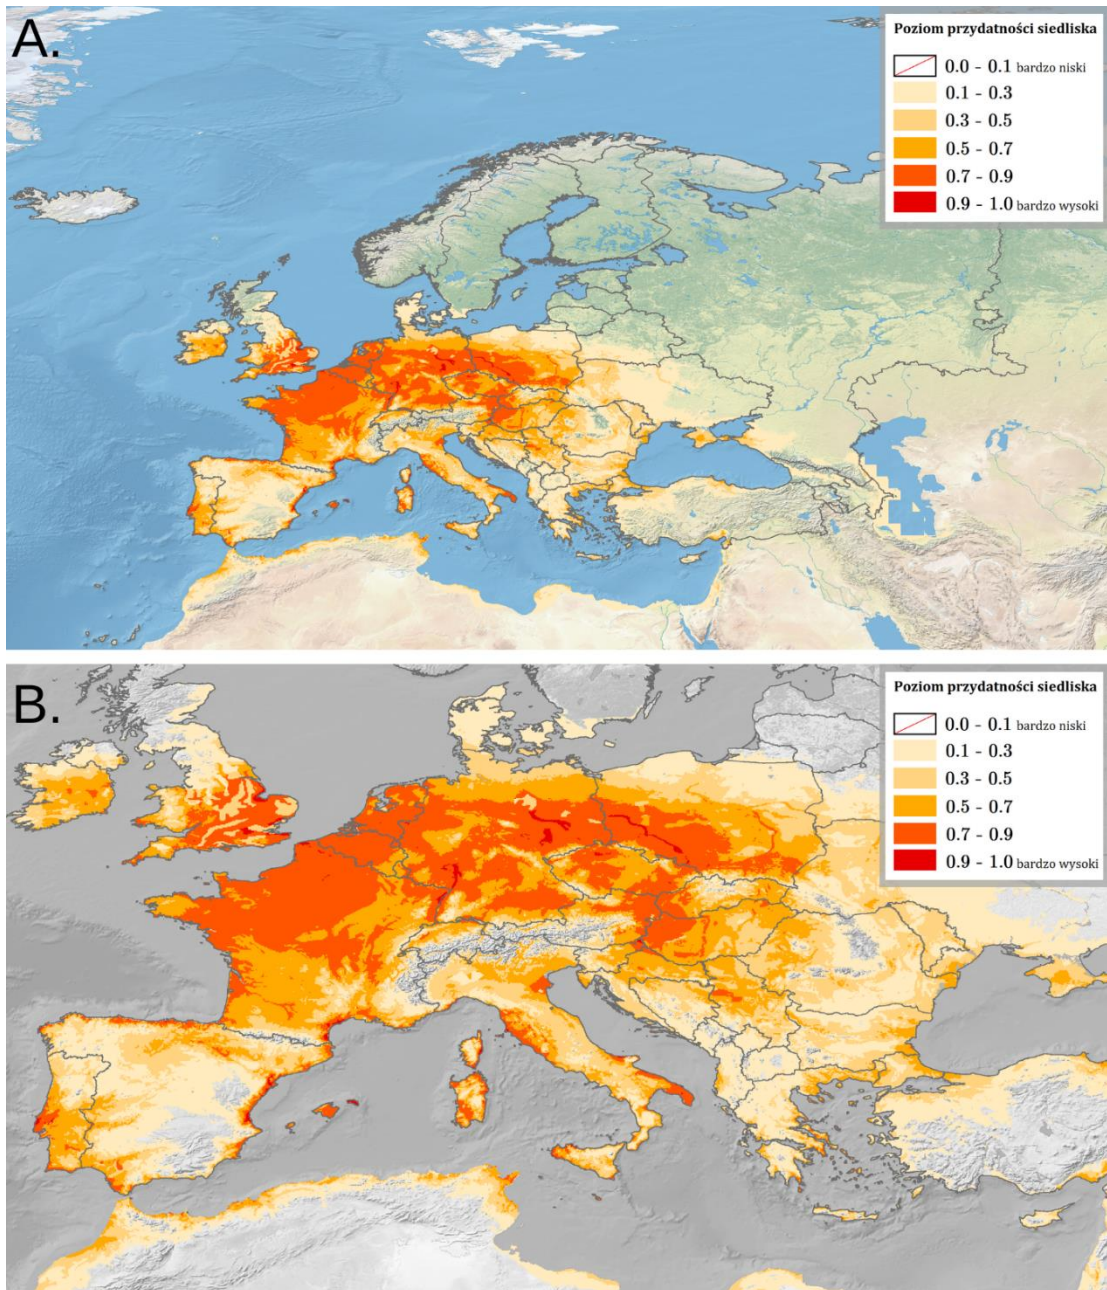 A.
Poziom przydatności siedliska
0.0 - 0.1 bardzo niski
0.1 - 0.3
0.3 - 0.5
0.5 - 0.7
0.7 - 0.9
0.9 - 1.0 bardzo wysoki
B.
Poziom przydatności siedliska
0.0 - 0.1 bardzo niski
0.1 - 0.3
0.3 - 0.5
0.5 - 0.7
0.7 - 0.9
0.9 - 1.0 bardzo wysoki